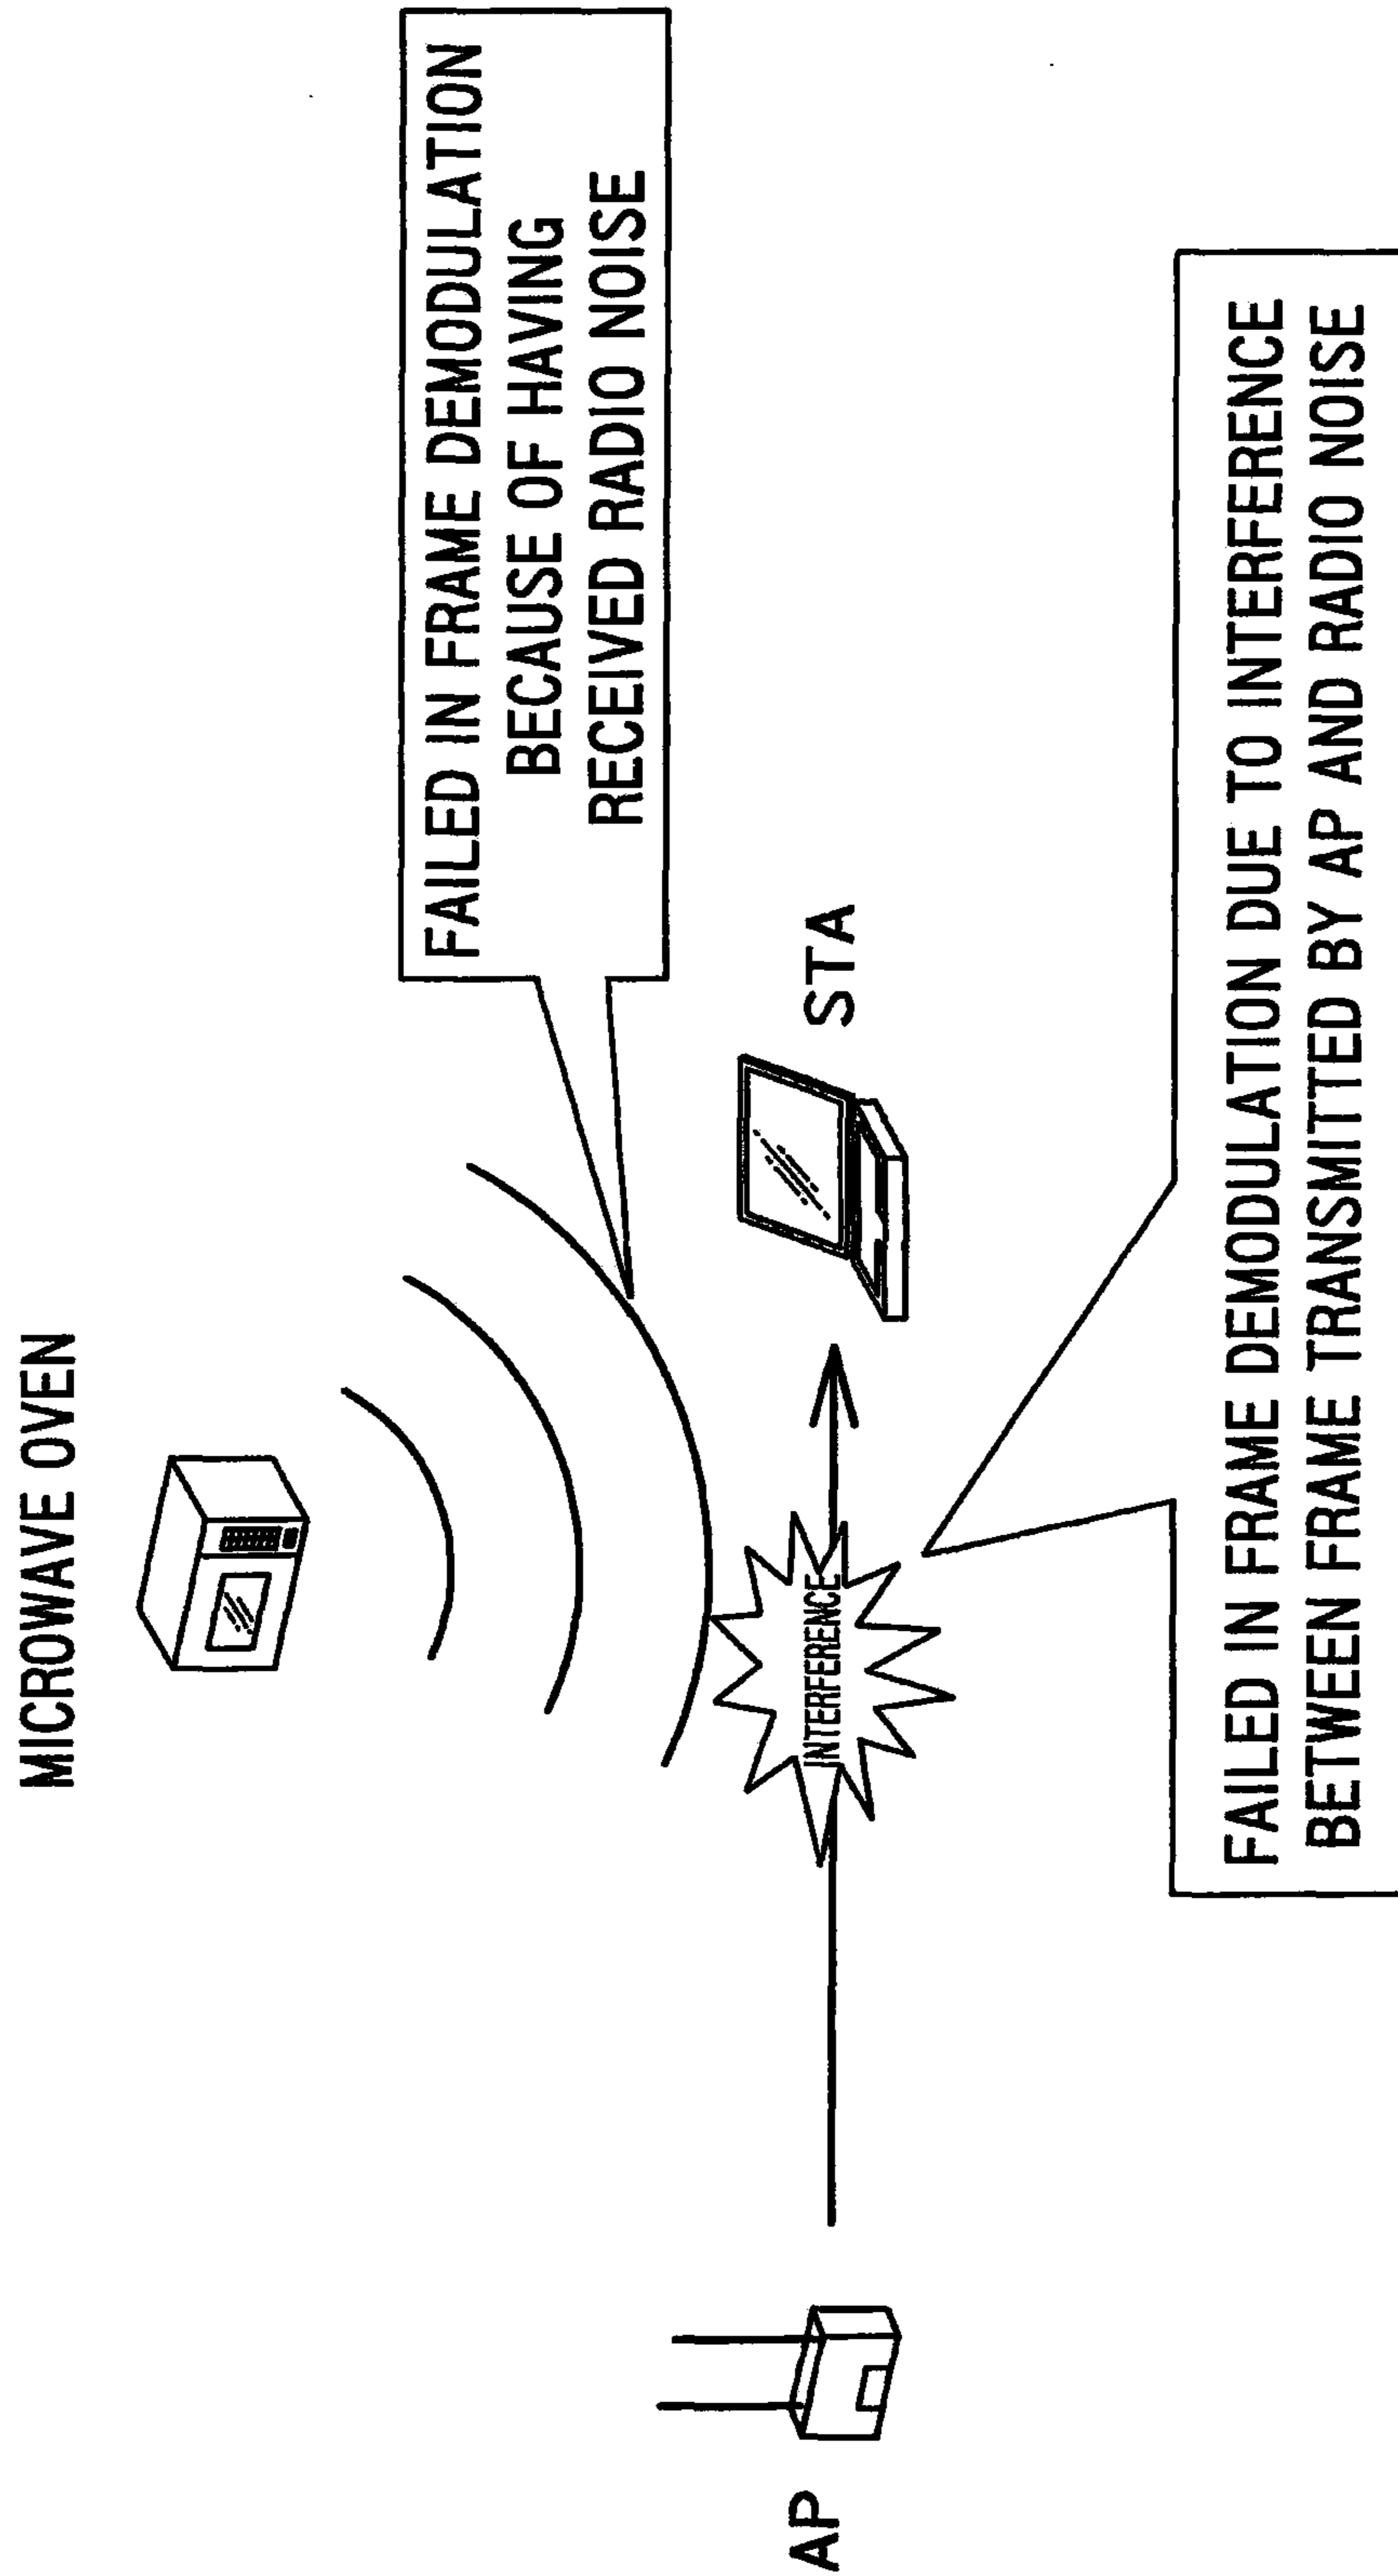 MICROWAVE OVEN
FAILED IN FRAME DEMODULATION
BECAUSE OF HAVING
RECEIVED RADIO NOISE
STA
INTERFERENCE
AP
FAILED IN FRAME DEMODULATION DUE TO INTERFERENCE
BETWEEN FRAME TRANSMITTED BY AP AND RADIO NOISE